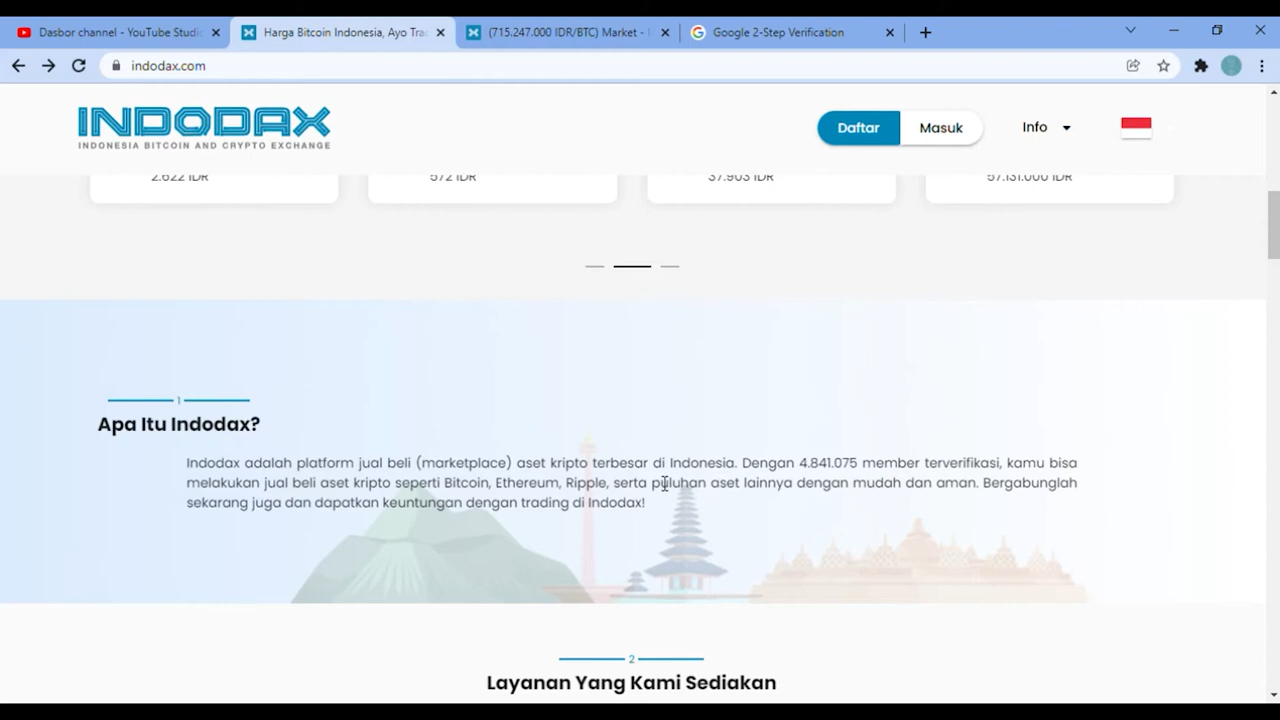 Dasbor channel - YouTube Studio
Harga Bitcoin Indonesia, Ayo Tra
(715.247.000 IDR/BTC) Market -
Google 2-Step Verification
indodax.com
INDODAX
INDONESIA BITCOIN AND CRYPTO EXCHANGE
Daftar
Masuk
Info
2.622 IDR
572 IDR
37.903 IDR
57.131.000 IDR
1
Apa Itu Indodax?
Indodax adalah platform jual beli (marketplace) aset kripto terbesar di Indonesia. Dengan 4.841.075 member terverifikasi, kamu bisa
melakukan jual beli aset kripto seperti Bitcoin, Ethereum, Ripple, serta puluhan aset lainnya dengan mudah dan aman. Bergabunglah
sekarang juga dan dapatkan keuntungan dengan trading di Indodax!
2
Layanan Yang Kami Sediakan